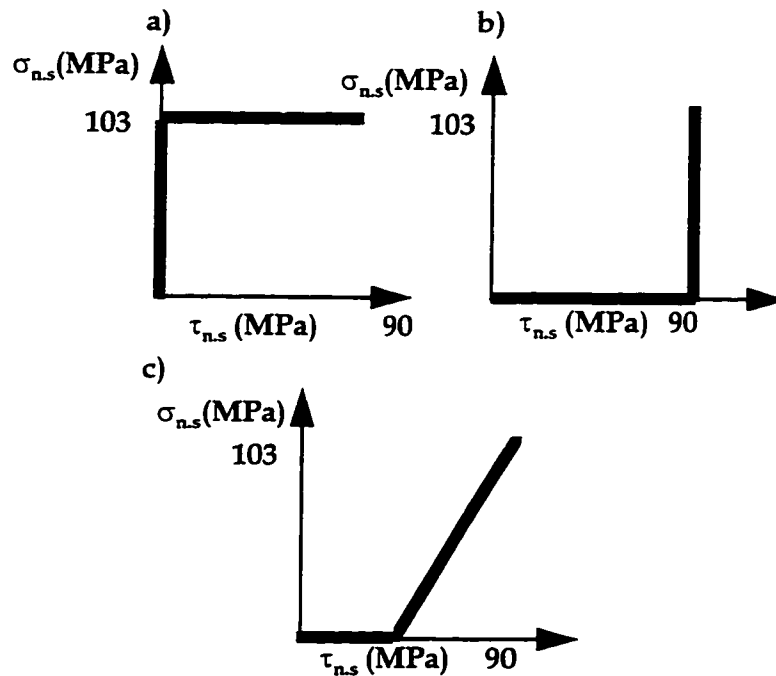 a)
σn.s(MPa)
103
τn.s (MPa) 90
b)
σn.s(MPa)
103
τn.s (MPa) 90
c)
σn.s(MPa)
103
τn.s (MPa) 90